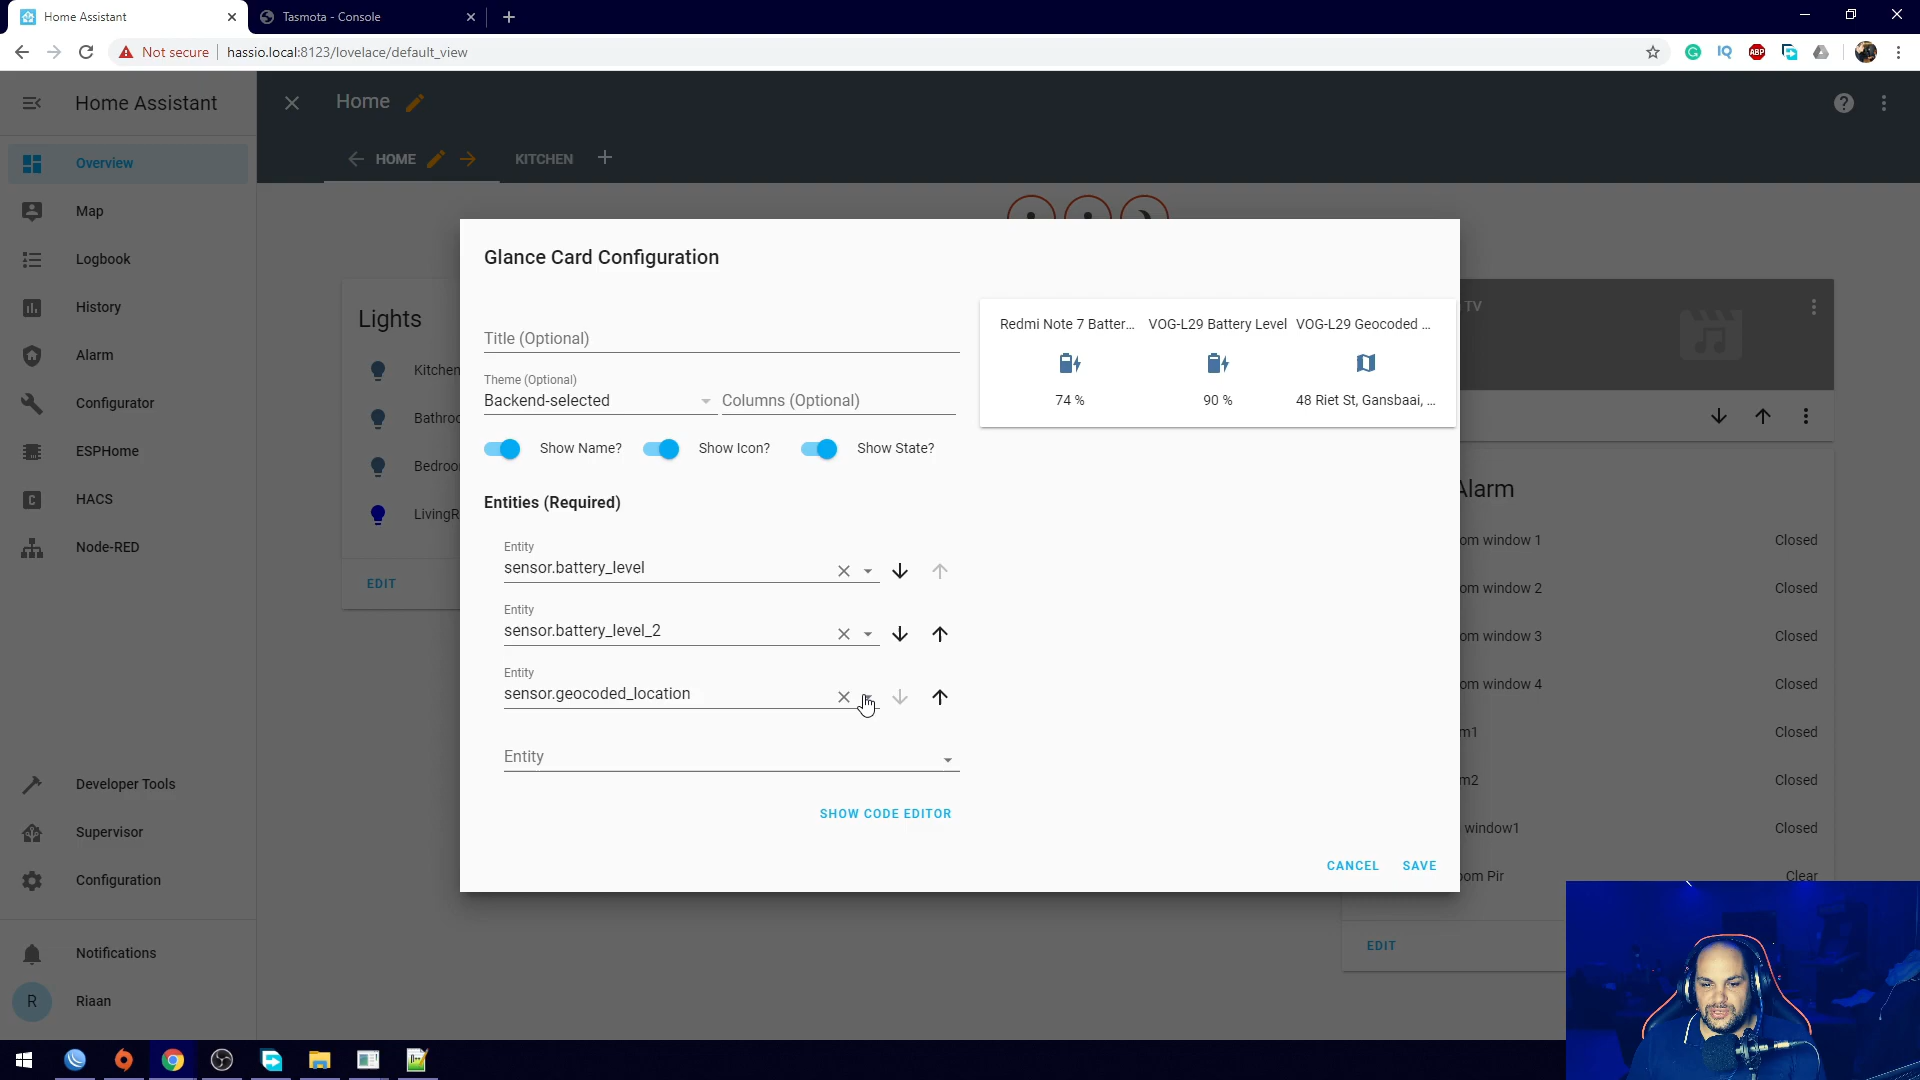 Home Assistant
Tasmota - Console
Not secure
hassio.local:8123/lovelace/default_view
IQ
ABP
Home Assistant
Home
HOME
KITCHEN
Overview
Map
Logbook
History
Alarm
Configurator
ESPHome
C
HACS
Node-RED
Developer Tools
Supervisor
Configuration
Notifications
R
Riaan
Lights
Kitchen
Bathroo
Bedroo
LivingR
EDIT
Glance Card Configuration
Title (Optional)
Theme (Optional)
Backend-selected
Columns (Optional)
Show Name?
Show Icon?
Show State?
Entities (Required)
Entity
sensor.battery_level
Entity
sensor.battery_level_2
Entity
sensor.geocoded_location
Entity
SHOW CODE EDITOR
CANCEL
SAVE
Redmi Note 7 Batter...
VOG-L29 Battery Level
VOG-L29 Geocoded ...
74 %
90 %
48 Riet St, Gansbaai, ...
TV
Alarm
om window 1
Closed
om window 2
Closed
om window 3
Closed
om window 4
Closed
m1
Closed
m2
Closed
window1
Closed
oom Pir
Clear
EDIT